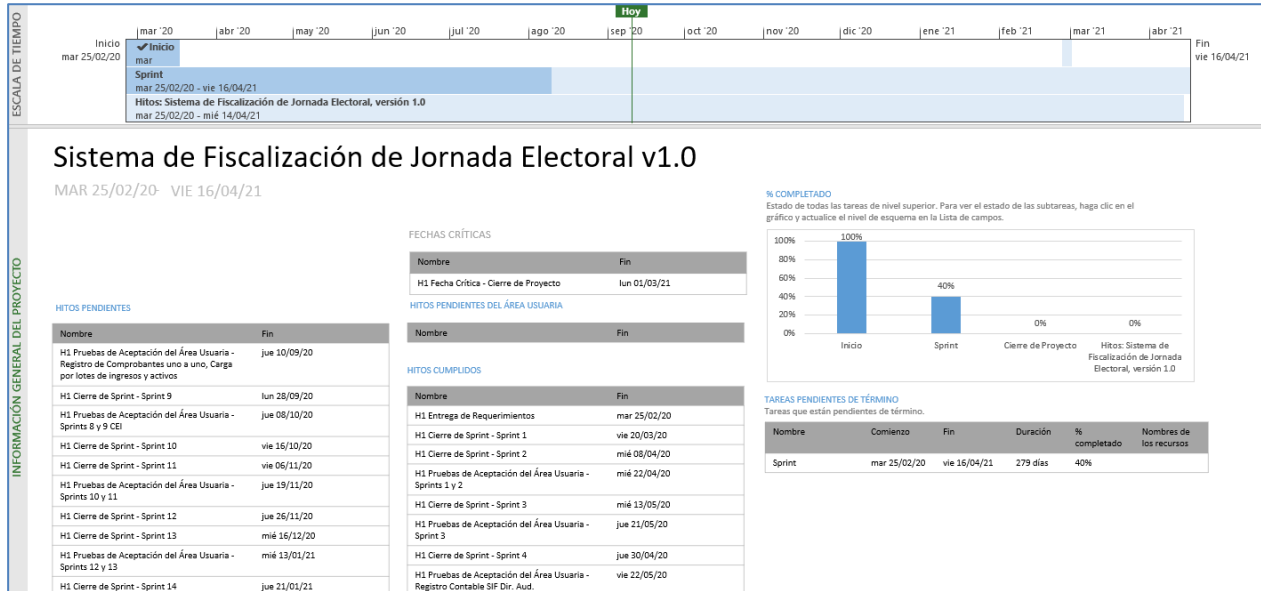 ESCALA DE TIEMPO
Hoy
mar '20 abr '20 may '20 jun '20 jul '20 ago '20 sep '20 oct '20 nov '20 dic '20 ene '21 feb '21 mar '21 abr '21
Inicio
mar 25/02/20
✔Inicio
mar
Sprint
mar 25/02/20 - vie 16/04/21
Hitos: Sistema de Fiscalización de Jornada Electoral, versión 1.0
mar 25/02/20 - mié 14/04/21
Fin
vie 16/04/21
INFORMACIÓN GENERAL DEL PROYECTO
Sistema de Fiscalización de Jornada Electoral v1.0
MAR 25/02/20- VIE 16/04/21
HITOS PENDIENTES
Nombre Fin
H1 Pruebas de Aceptación del Área Usuaria - jue 10/09/20
Registro de Comprobantes uno a uno, Carga
por lotes de ingresos y activos
H1 Cierre de Sprint - Sprint 9 lun 28/09/20
H1 Pruebas de Aceptación del Área Usuaria - jue 08/10/20
Sprints 8 y 9 CEI
H1 Cierre de Sprint - Sprint 10 vie 16/10/20
H1 Cierre de Sprint - Sprint 11 vie 06/11/20
H1 Pruebas de Aceptación del Área Usuaria - jue 19/11/20
Sprints 10 y 11
H1 Cierre de Sprint - Sprint 12 jue 26/11/20
H1 Cierre de Sprint - Sprint 13 mié 16/12/20
H1 Pruebas de Aceptación del Área Usuaria - mié 13/01/21
Sprints 12 y 13
H1 Cierre de Sprint - Sprint 14 jue 21/01/21
FECHAS CRÍTICAS
Nombre Fin
H1 Fecha Crítica - Cierre de Proyecto lun 01/03/21
HITOS PENDIENTES DEL ÁREA USUARIA
Nombre Fin
HITOS CUMPLIDOS
Nombre Fin
H1 Entrega de Requerimientos mar 25/02/20
H1 Cierre de Sprint - Sprint 1 vie 20/03/20
H1 Cierre de Sprint - Sprint 2 mié 08/04/20
H1 Pruebas de Aceptación del Área Usuaria - mié 22/04/20
Sprints 1 y 2
H1 Cierre de Sprint - Sprint 3 mié 13/05/20
H1 Pruebas de Aceptación del Área Usuaria - jue 21/05/20
Sprint 3
H1 Cierre de Sprint - Sprint 4 jue 30/04/20
H1 Pruebas de Aceptación del Área Usuaria - vie 22/05/20
Registro Contable SIF Dir. Aud.
% COMPLETADO
Estado de todas las tareas de nivel superior. Para ver el estado de las subtareas, haga clic en el
gráfico y actualice el nivel de esquema en la Lista de campos.
100% 100%
80%
60%
40% 40%
20%
0% 0% 0%
Inicio Sprint Cierre de Proyecto Hitos: Sistema de
Fiscalización de Jornada
Electoral, versión 1.0
TAREAS PENDIENTES DE TÉRMINO
Tareas que están pendientes de término.
Nombre Comienzo Fin Duración % Nombres de
completado los recursos
Sprint mar 25/02/20 vie 16/04/21 279 días 40%